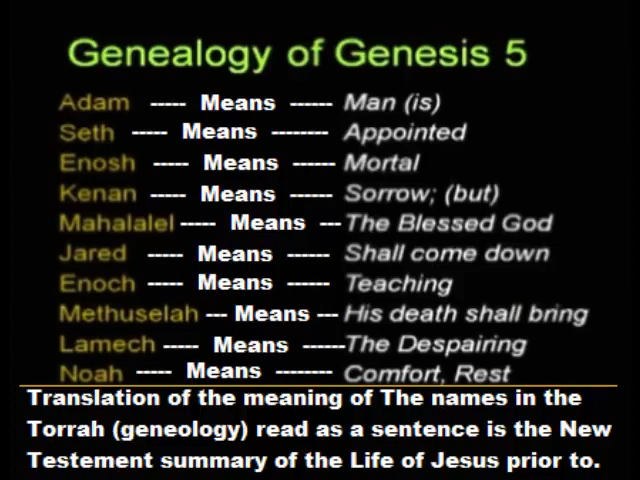 Genealogy of Genesis 5
Adam ----- Means ------ Man (is)
Seth ----- Means -------- Appointed
Enosh ----- Means ------ Mortal
Kenan ----- Means ------ Sorrow; (but)
Mahalalel ----- Means --- The Blessed God
Jared ----- Means ------ Shall come down
Enoch ----- Means ------ Teaching
Methuselah --- Means --- His death shall bring
Lamech ----- Means ------ The Despairing
Noah ----- Means -------- Comfort, Rest
Translation of the meaning of The names in the
Torrah (geneology) read as a sentence is the New
Testement summary of the Life of Jesus prior to.